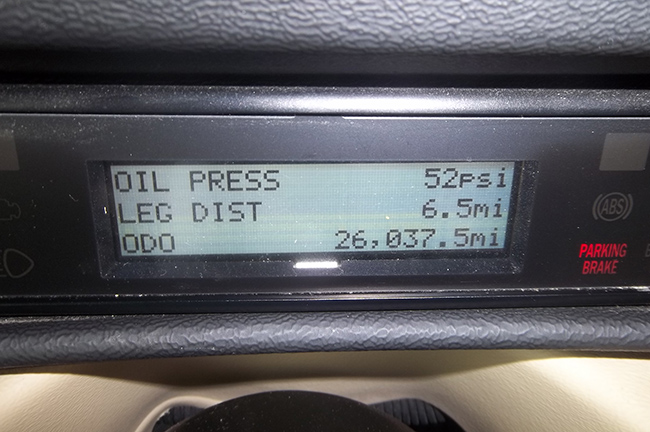 OIL PRESS 52psi
LEG DIST 6.5mi
ODO 26,037.5mi
ABS
PARKING
BRAKE